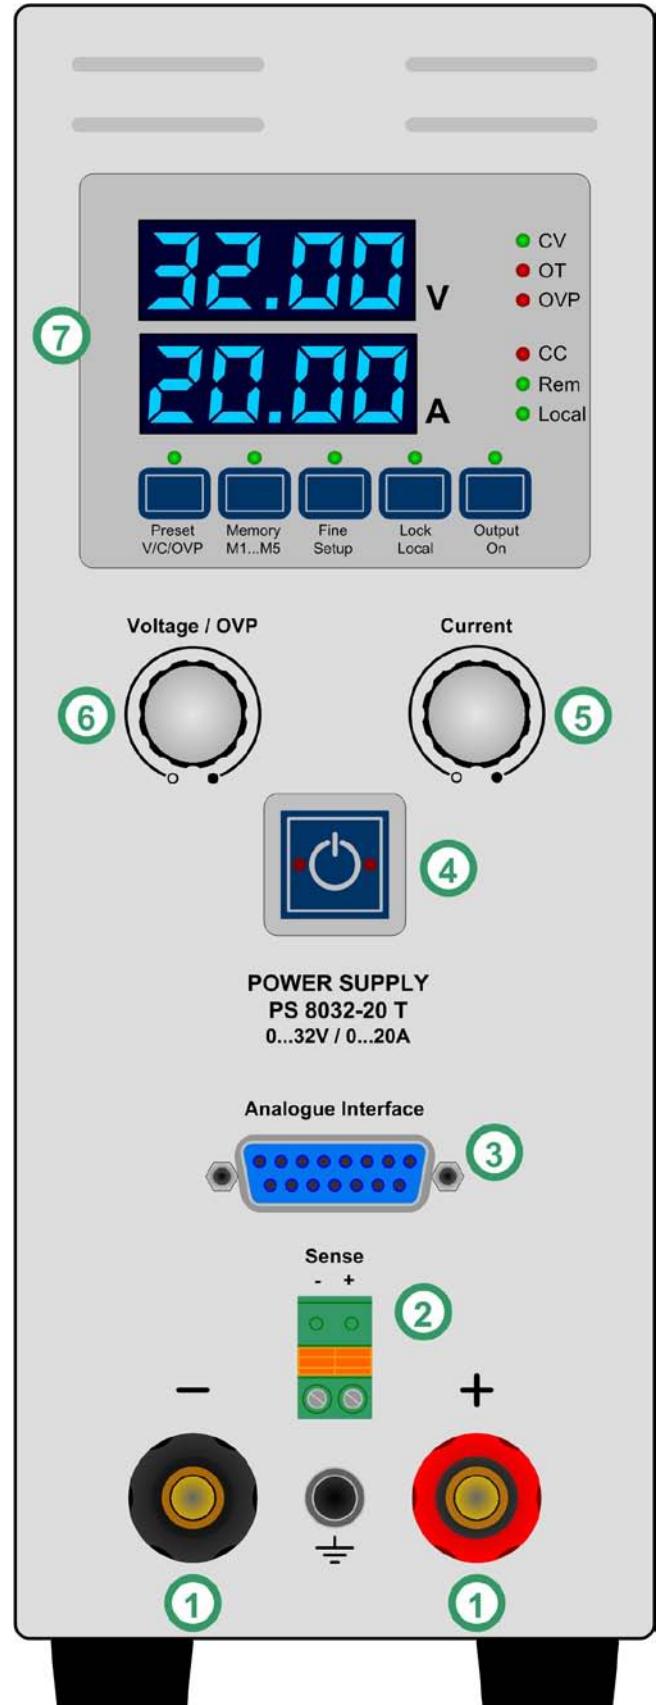 32.00 V
CV
OT
OVP
7
20.00 A
CC
Rem
Local
Preset Memory Fine Lock Output
V/C/OVP M1...M5 Setup Local On
Voltage / OVP Current
6 5
4
POWER SUPPLY
PS 8032-20 T
0...32V / 0...20A
Analogue Interface
3
Sense
- +
2
− +
1 1